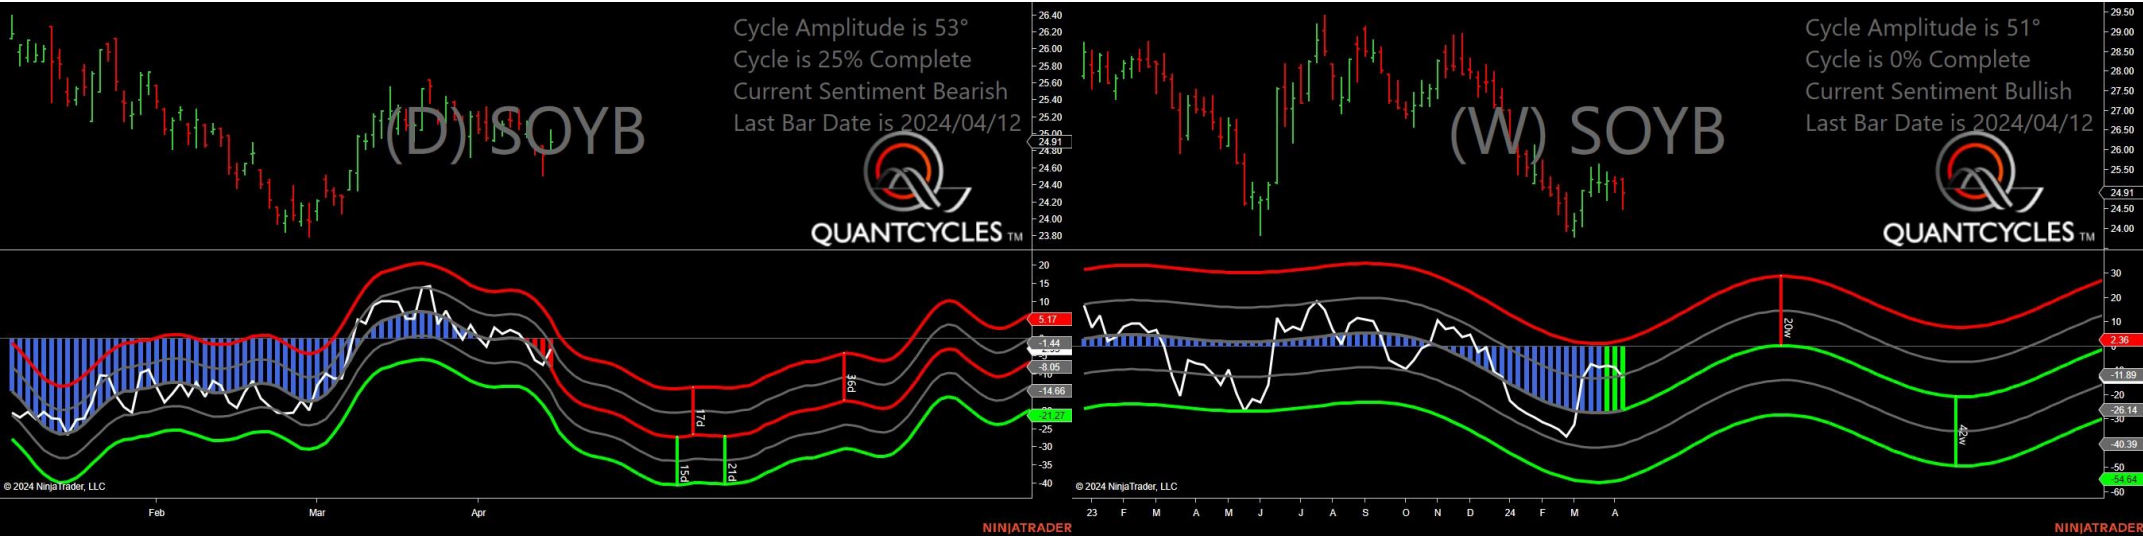 Cycle Amplitude is 53°
Cycle is 25% Complete
Current Sentiment Bearish
Last Bar Date is 2024/04/12
(D) SOYB
QUANTCYCLES TM
26.40
26.20
26.00
25.80
25.60
25.40
25.20
25.00
24.91
24.80
24.60
24.40
24.20
24.00
23.80
20
15
10
5.17
-1.44
-5
-8.05
-10
-14.66
-21.27
-25
-30
-35
-40
17d
36d
15d
21d
© 2024 NinjaTrader, LLC
Feb Mar Apr
NINJATRADER
Cycle Amplitude is 51°
Cycle is 0% Complete
Current Sentiment Bullish
Last Bar Date is 2024/04/12
(W) SOYB
QUANTCYCLES TM
29.50
29.00
28.50
28.00
27.50
27.00
26.50
26.00
25.50
24.91
24.50
24.00
30
20
10
2.36
-11.89
-20
-26.14
-30
-40.39
-50
-54.64
-60
20w
42w
© 2024 NinjaTrader, LLC
23 F M A M J J A S O N D 24 F M A
NINJATRADER